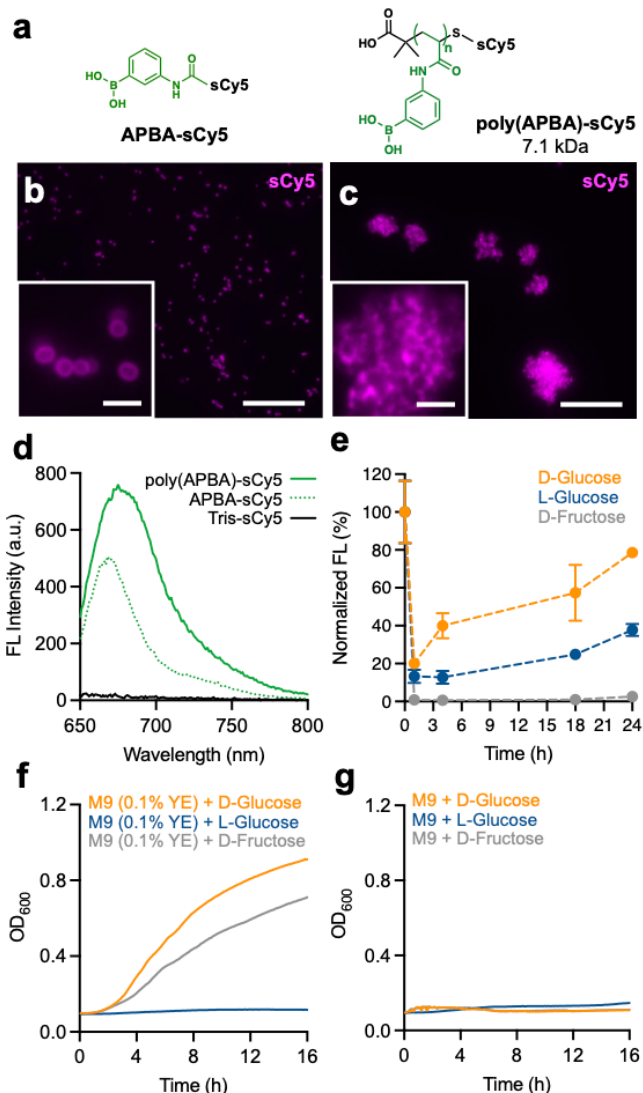 a
HO
B
OH
N
H
O
sCy5
APBA-sCy5
HO
O
n
S
sCy5
HN
O
HO
B
OH
poly(APBA)-sCy5
7.1 kDa
b
sCy5
c
sCy5
d
FL Intensity (a.u.)
800
600
400
200
0
650
700
750
800
Wavelength (nm)
poly(APBA)-sCy5
APBA-sCy5
Tris-sCy5
e
Normalized FL (%)
120
100
80
60
40
20
0
0
3
6
9
12
15
18
21
24
Time (h)
D-Glucose
L-Glucose
D-Fructose
f
M9 (0.1% YE) + D-Glucose
M9 (0.1% YE) + L-Glucose
M9 (0.1% YE) + D-Fructose
OD600
1.2
0.8
0.4
0.0
0
4
8
12
16
Time (h)
g
M9 + D-Glucose
M9 + L-Glucose
M9 + D-Fructose
OD600
1.2
0.8
0.4
0.0
0
4
8
12
16
Time (h)